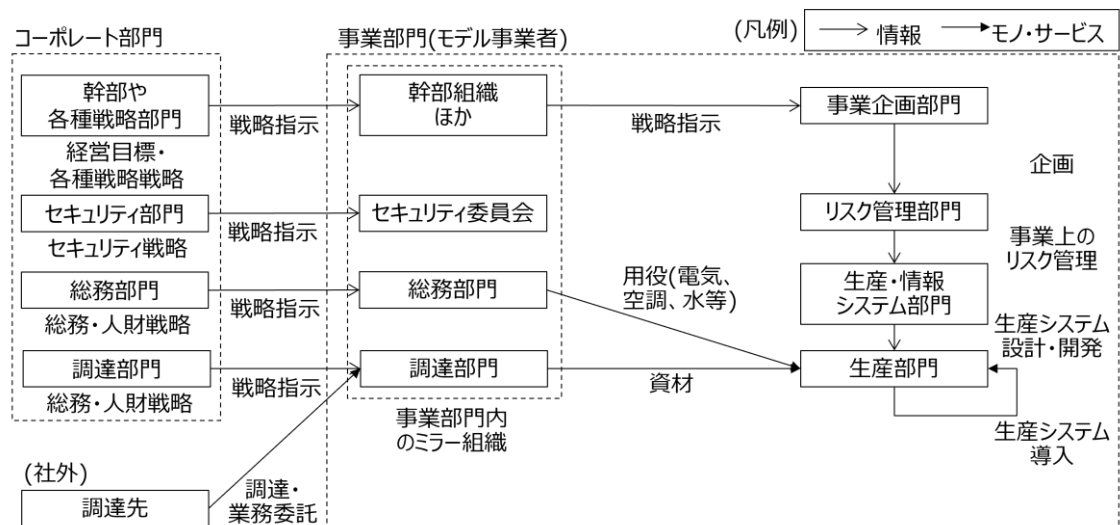 (凡例)
情報
モノ・サービス
コーポレート部門
幹部や
各種戦略部門
経営目標・
各種戦略戦略
セキュリティ部門
セキュリティ戦略
総務部門
総務・人財戦略
調達部門
総務・人財戦略
(社外)
調達先
戦略指示
戦略指示
戦略指示
戦略指示
調達・
業務委託
事業部門(モデル事業者)
幹部組織
ほか
セキュリティ委員会
総務部門
調達部門
事業部門内
のミラー組織
戦略指示
用役(電気、
空調、水等)
資材
事業企画部門
リスク管理部門
生産・情報
システム部門
生産部門
企画
事業上の
リスク管理
生産システム
設計・開発
生産システム
導入